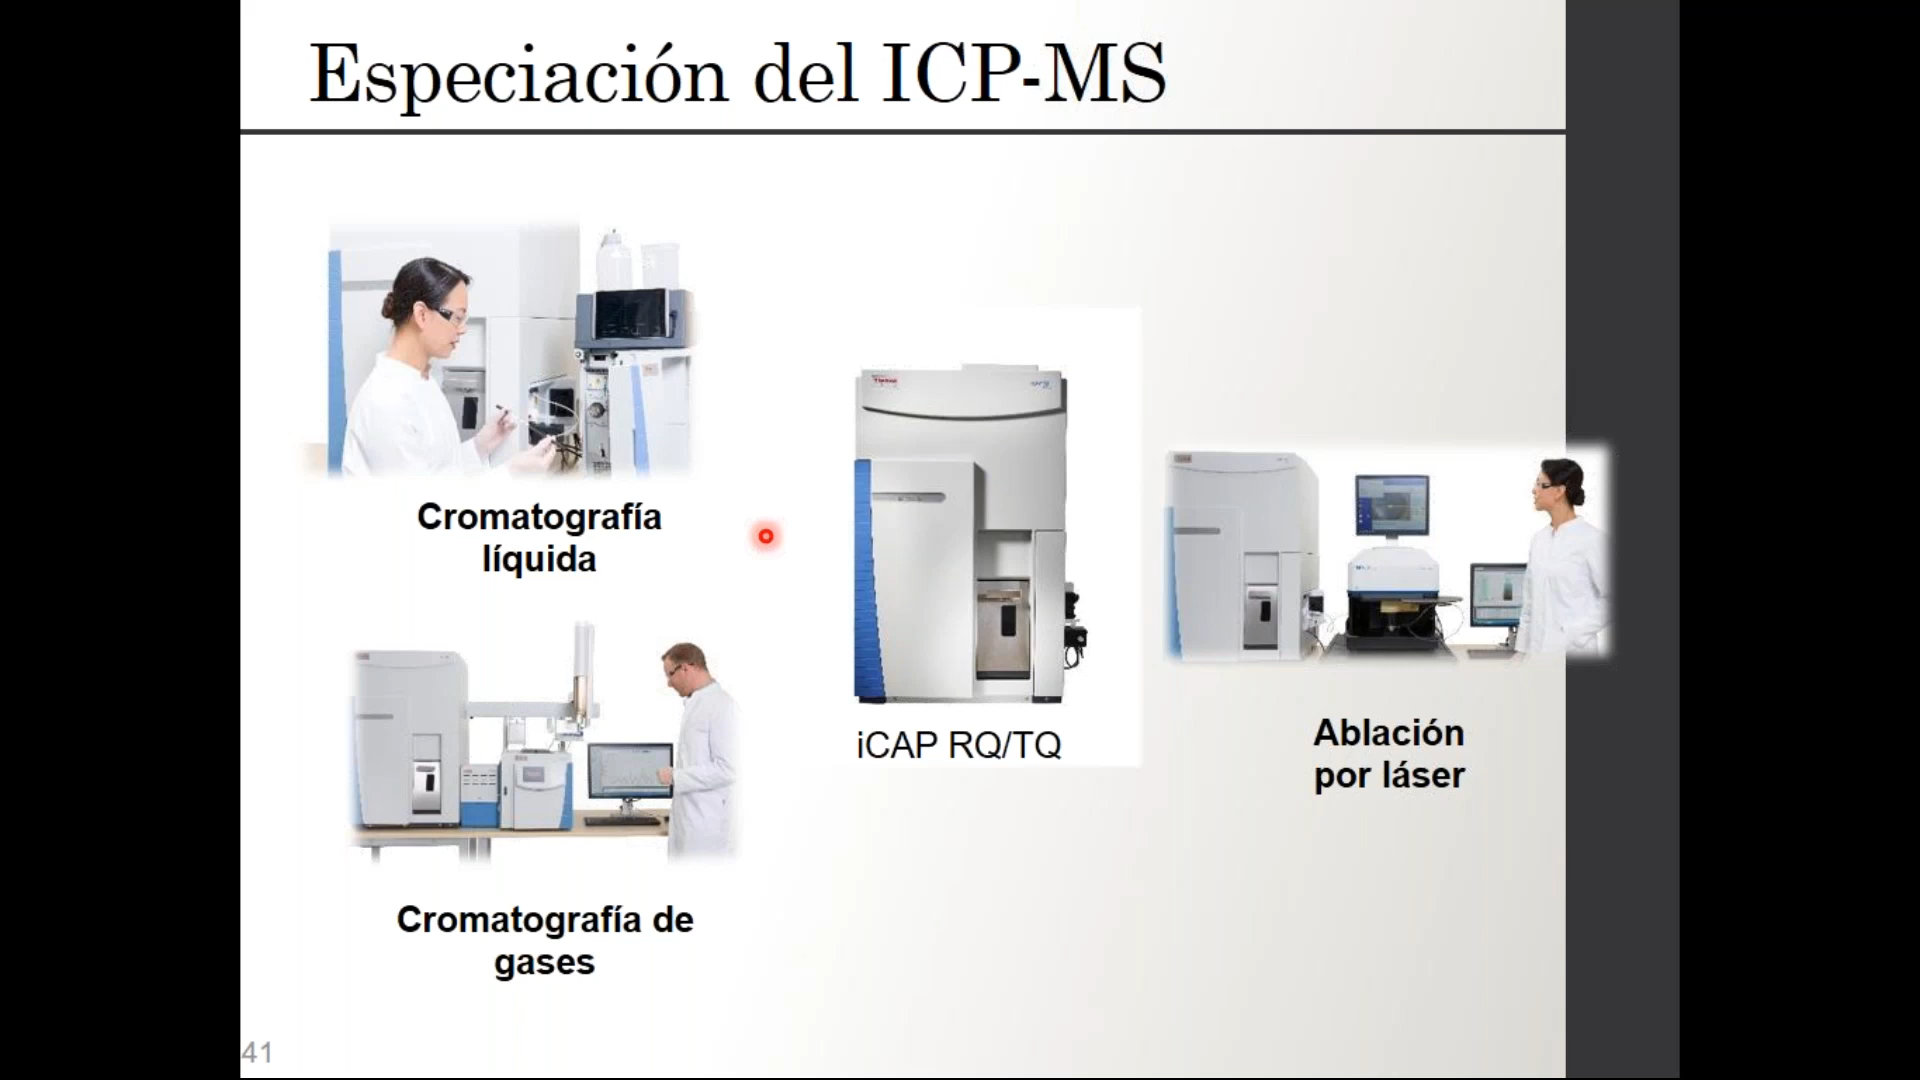 Especiación del ICP-MS
Cromatografía
líquida
iCAP RQ/TQ
Ablación
por láser
Cromatografía de
gases
41